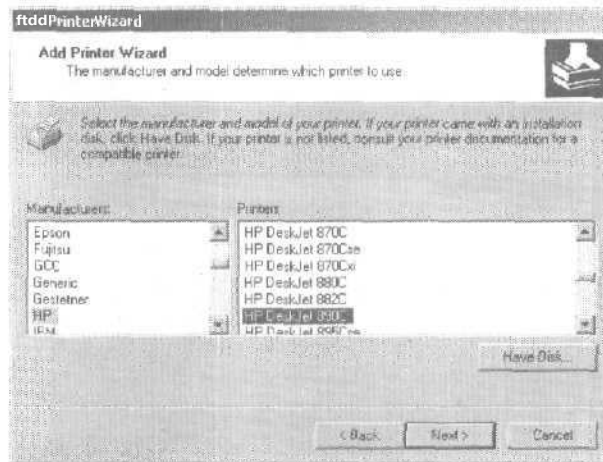 ftddPrinterWizard
Add Printer Wizard
The manufacturer and model determine which printer to use.
Select the manufacturer and model of your printer. If your printer came with an installation
disk, click Have Disk. If your printer is not listed, consult your printer documentation for a
compatible printer.
Manufacturers:
Printers:
Epson
Fujitsu
GCC
Generic
Gestetner
HP
IBM
HP DeskJet 870C
HP DeskJet 870Cse
HP DeskJet 870Cxi
HP DeskJet 880C
HP DeskJet 882C
HP DeskJet 890C
HP DeskJet 895Cse
Have Disk...
< Back
Next >
Cancel